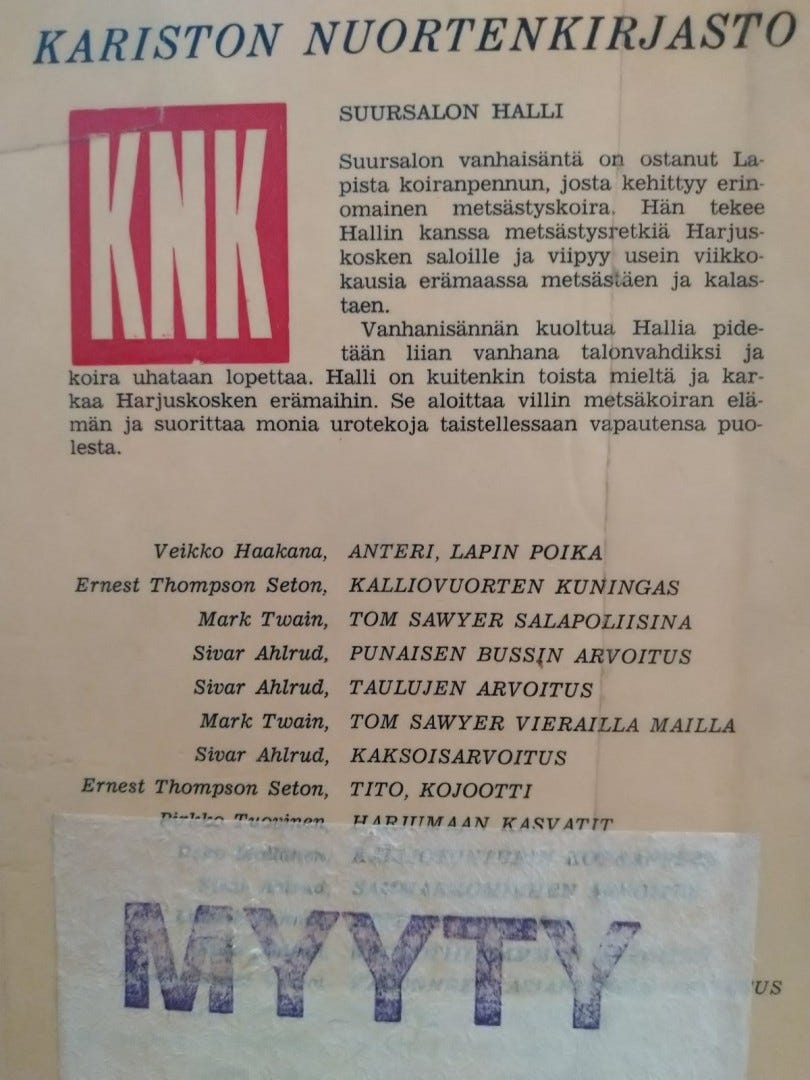 KARISTON NUORTENKIRJASTO
KNK
SUURSALON HALLI
Suursalon vanhaisäntä on ostanut La-
pista koiranpennun, josta kehittyy erin-
omainen metsästyskoira. Hän tekee
Hallin kanssa metsästysretkiä Harjus-
kosken saloille ja viipyy usein viikko-
kausia erämaassa metsästäen ja kalas-
taen.
Vanhanisännän kuoltua Hallia pide-
tään liian vanhana talonvahdiksi ja
koira uhataan lopettaa. Halli on kuitenkin toista mieltä ja kar-
kaa Harjuskosken erämaihin. Se aloittaa villin metsäkoiran elä-
män ja suorittaa monia urotekoja taistellessaan vapautensa puo-
lesta.
Veikko Haakana, ANTERI, LAPIN POIKA
Ernest Thompson Seton, KALLIOVUORTEN KUNINGAS
Mark Twain, TOM SAWYER SALAPOLIISINA
Sivar Ahlrud, PUNAISEN BUSSIN ARVOITUS
Sivar Ahlrud, TAULUJEN ARVOITUS
Mark Twain, TOM SAWYER VIERAILLA MAILLA
Sivar Ahlrud, KAKSOISARVOITUS
Ernest Thompson Seton, TITO, KOJOOTTI
HARJUMAAN KASVATIT
MYYTY